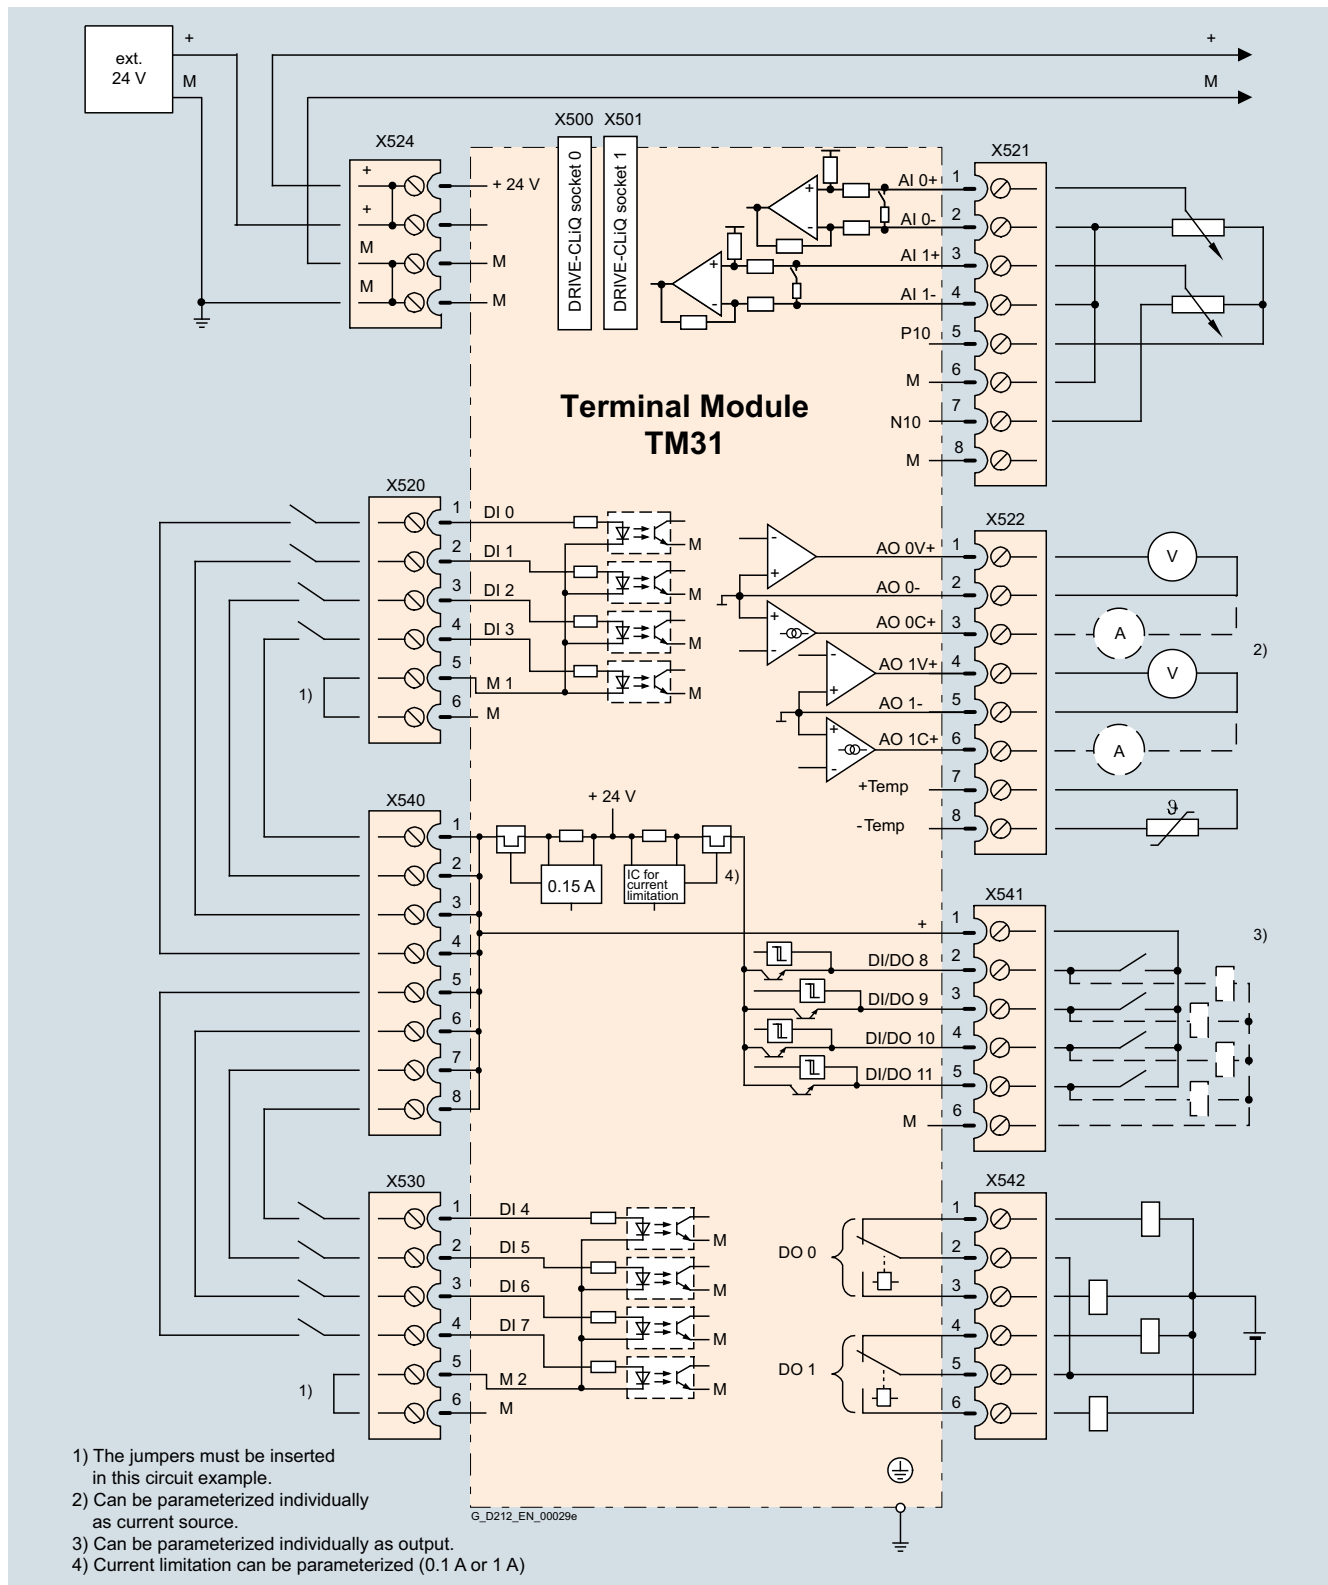 ext.
24 V
+
M
+
M
X524
+
+
M
M
+ 24 V
M
M
X500 X501
DRIVE-CLiQ socket 0
DRIVE-CLiQ socket 1
X521
+
-
+
-
AI 0+ 1
AI 0- 2
AI 1+ 3
AI 1- 4
P10 5
M 6
N10 7
M 8
Terminal Module
TM31
X520
1 DI 0
2 DI 1
3 DI 2
4 DI 3
5 M 1
6 M
1)
M
M
M
M
X522
-
+
+
-
-
+
+
-
AO 0V+ 1
AO 0- 2
AO 0C+ 3
AO 1V+ 4
AO 1- 5
AO 1C+ 6
+Temp 7
-Temp 8
V
A
V
A
2)
ϑ
X540
1
2
3
4
5
6
7
8
+ 24 V
0.15 A
IC for
current
limitation
4)
X541
+ 1
DI/DO 8 2
DI/DO 9 3
DI/DO 10 4
DI/DO 11 5
M 6
3)
X530
1 DI 4
2 DI 5
3 DI 6
4 DI 7
5 M 2
6 M
1)
M
M
M
M
X542
DO 0
DO 1
1
2
3
4
5
6
1) The jumpers must be inserted
in this circuit example.
2) Can be parameterized individually
as current source.
3) Can be parameterized individually as output.
4) Current limitation can be parameterized (0.1 A or 1 A)
G_D212_EN_00029e